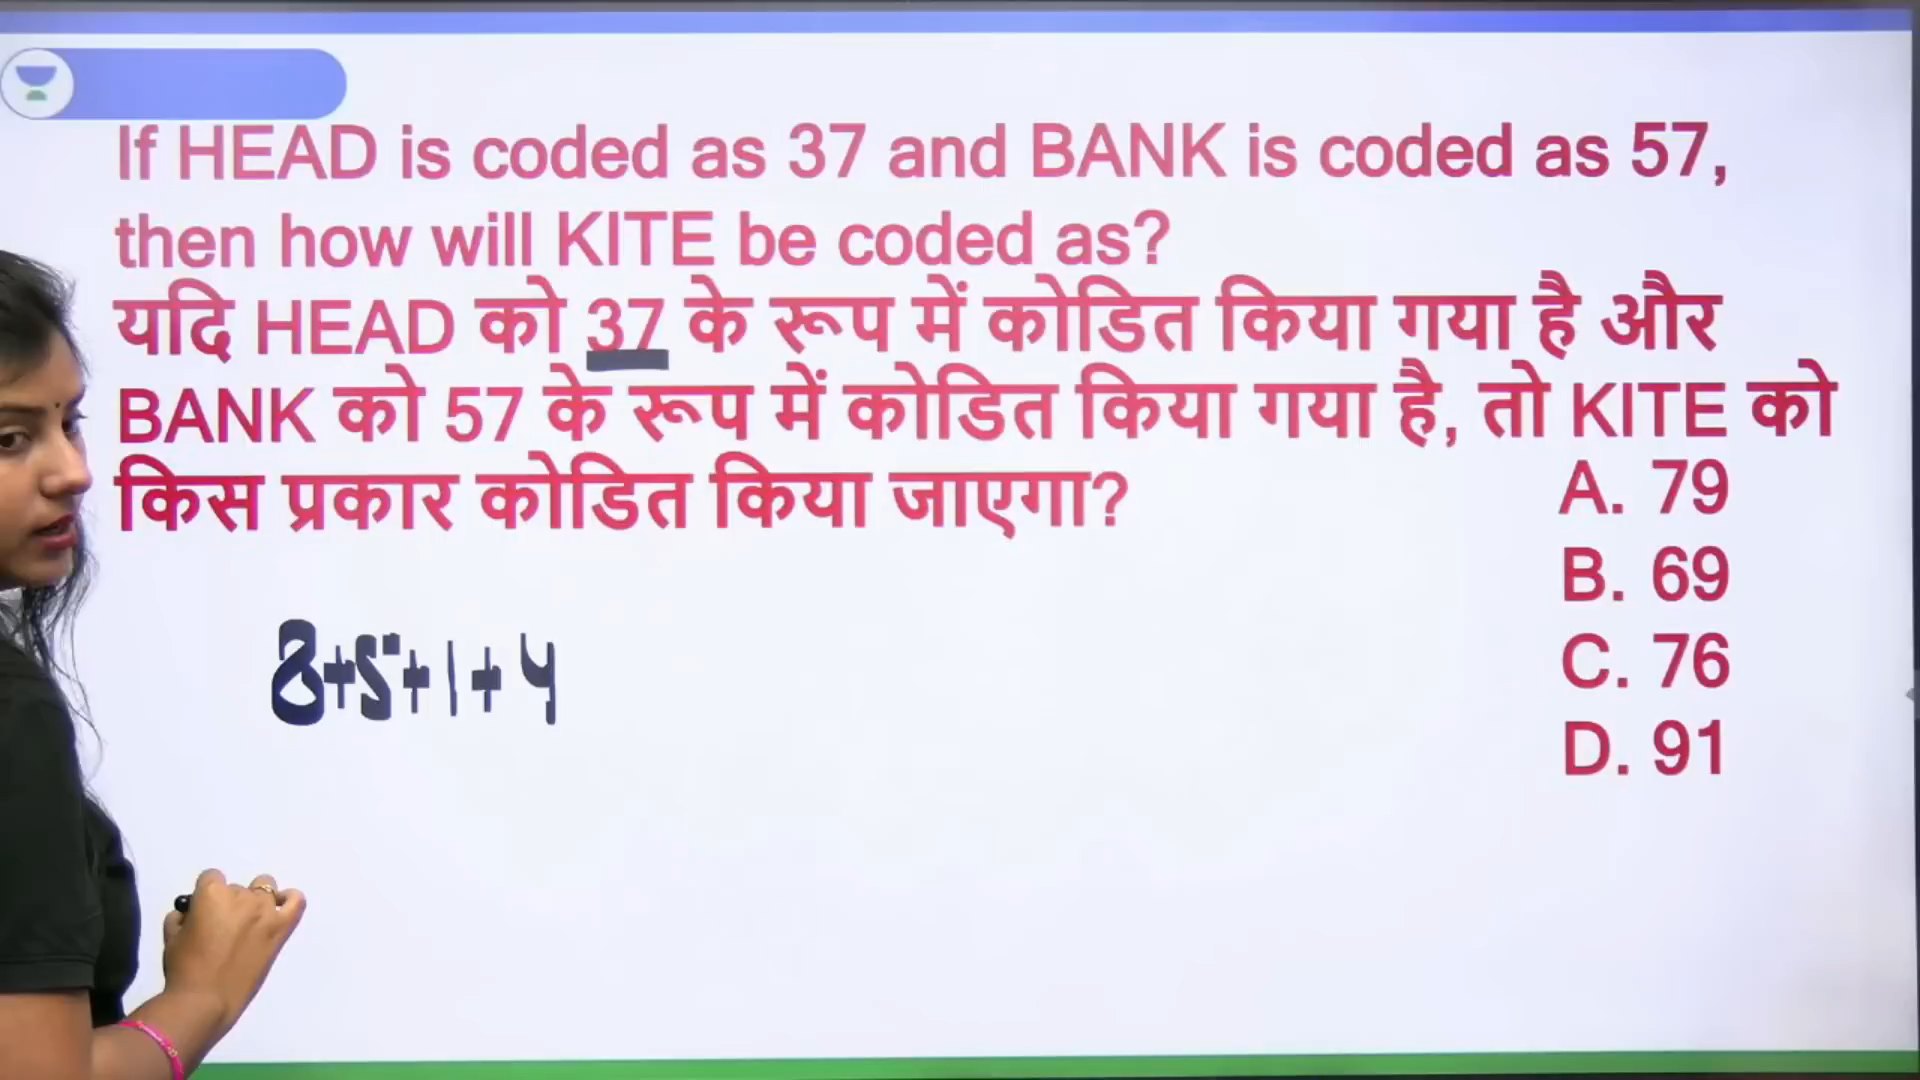 If HEAD is coded as 37 and BANK is coded as 57,
then how will KITE be coded as?
यदि HEAD को 37 के रूप में कोडित किया गया है और
BANK को 57 के रूप में कोडित किया गया है, तो KITE को
किस प्रकार कोडित किया जाएगा?
A. 79
B. 69
C. 76
D. 91
8+5+1+4